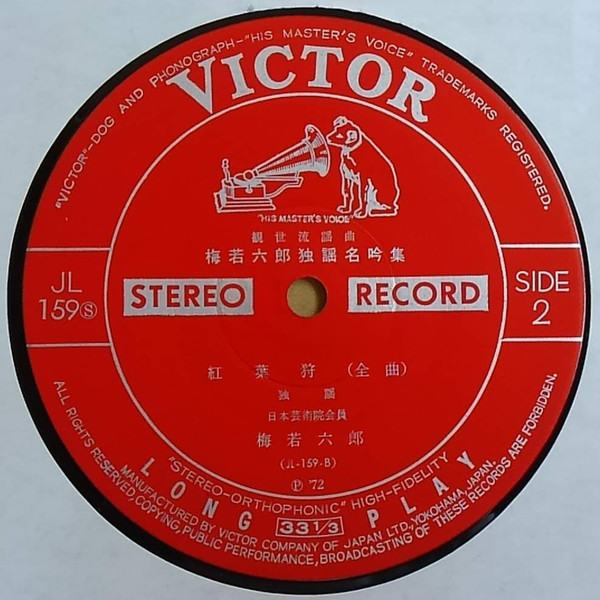 "VICTOR"–DOG AND PHONOGRAPH–"HIS MASTER'S VOICE" TRADEMARKS REGISTERED.
VICTOR
"HIS MASTER'S VOICE"
観世流謡曲
梅若六郎独謡名吟集
JL
159Ⓢ
STEREO RECORD
SIDE
2
紅葉狩 (全曲)
独謡
日本芸術院会員
梅若六郎
(JL-159-B)
Ⓟ '72
"STEREO-ORTHOPHONIC" HIGH-FIDELITY
LONG 33 1/3 PLAY
MANUFACTURED BY VICTOR COMPANY OF JAPAN LTD. YOKOHAMA, JAPAN.
ALL RIGHTS RESERVED, COPYING, PUBLIC PERFORMANCE, BROADCASTING OF THESE RECORDS ARE FORBIDDEN.